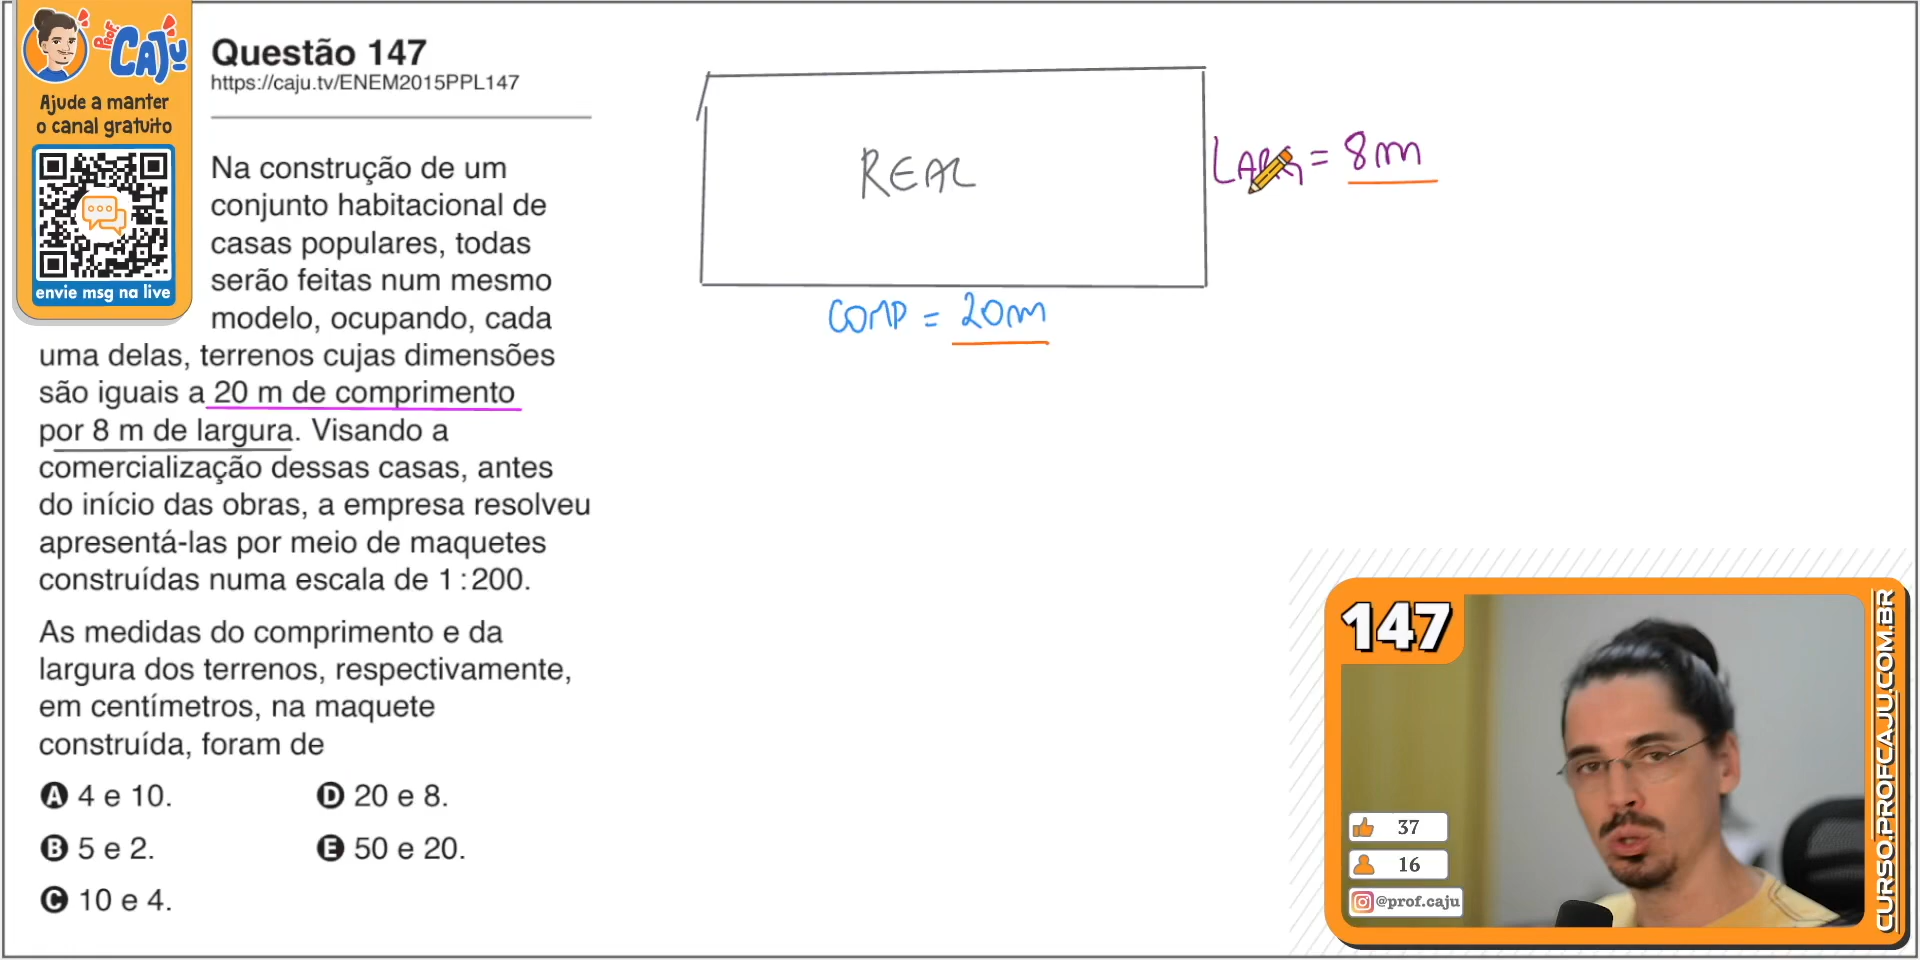 PROF. CAJU
Ajude a manter
o canal gratuito
envie msg na live
Questão 147
https://caju.tv/ENEM2015PPL147
Na construção de um
conjunto habitacional de
casas populares, todas
serão feitas num mesmo
modelo, ocupando, cada
uma delas, terrenos cujas dimensões
são iguais a 20 m de comprimento
por 8 m de largura. Visando a
comercialização dessas casas, antes
do início das obras, a empresa resolveu
apresentá-las por meio de maquetes
construídas numa escala de 1:200.
As medidas do comprimento e da
largura dos terrenos, respectivamente,
em centímetros, na maquete
construída, foram de
A 4 e 10.
B 5 e 2.
C 10 e 4.
D 20 e 8.
E 50 e 20.
REAL
LARG = 8m
COMP = 20m
147
37
16
@prof.caju
CURSO.PROFCAJU.COM.BR